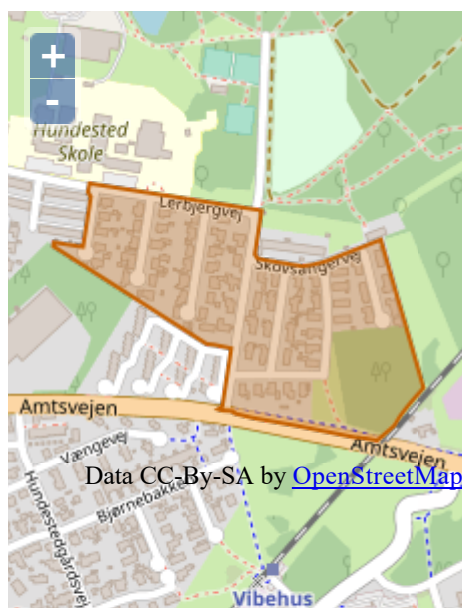 +
-
Hundested
Skole
Lerbjergvej
Skovsangervej
Amtsvejen
Amtsvejen
Vængevej
Data CC-By-SA by OpenStreetMap
Hundestedgårdsvej
Bjørnebakken
Vibehus